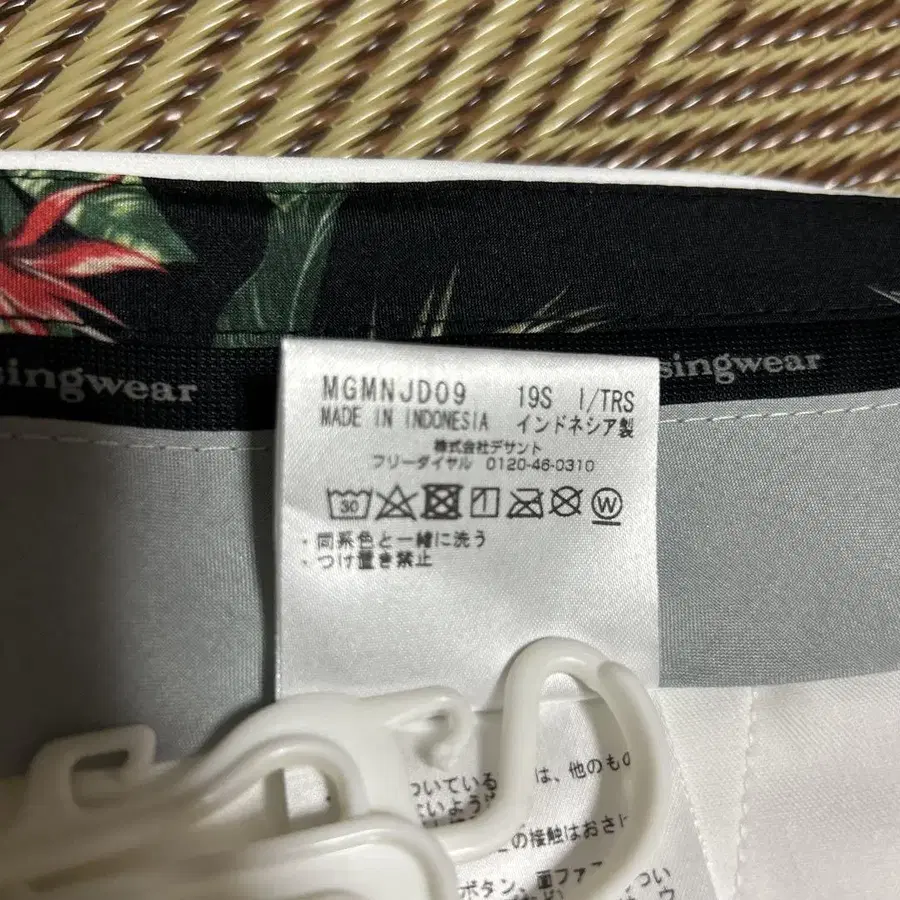 singwear
singwear
MGMNJD09 19S I/TRS
MADE IN INDONESIA インドネシア製
株式会社デサント
フリーダイヤル 0120-46-0310
30 W
・同系色と一緒に洗う
・つけ置き禁止
ついている は、他のもの
ないよう
の接触はおさけ
ボタン、面ファ